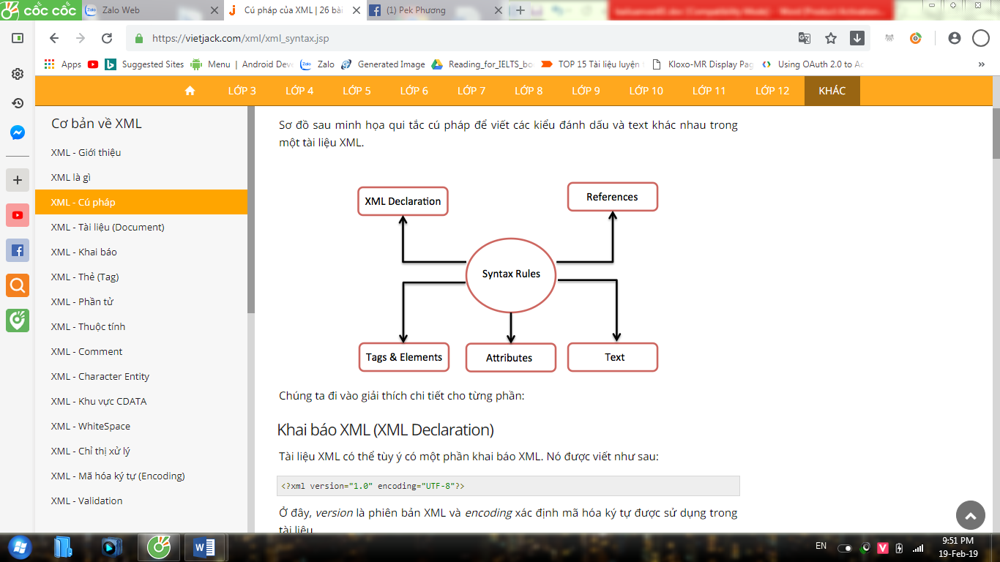 cốc cốc
Zalo Web
Cú pháp của XML | 26 bài
(1) Pek Phương
https://vietjack.com/xml/xml_syntax.jsp
Apps
Suggested Sites
Menu | Android Deve
Zalo
Generated Image
Reading_for_IELTS_bo
TOP 15 Tài liệu luyện
Kloxo-MR Display Pag
Using OAuth 2.0 to Ac
LỚP 3
LỚP 4
LỚP 5
LỚP 6
LỚP 7
LỚP 8
LỚP 9
LỚP 10
LỚP 11
LỚP 12
KHÁC
Cơ bản về XML
XML - Giới thiệu
XML là gì
XML - Cú pháp
XML - Tài liệu (Document)
XML - Khai báo
XML - Thẻ (Tag)
XML - Phần tử
XML - Thuộc tính
XML - Comment
XML - Character Entity
XML - Khu vực CDATA
XML - WhiteSpace
XML - Chỉ thị xử lý
XML - Mã hóa ký tự (Encoding)
XML - Validation
Sơ đồ sau minh họa qui tắc cú pháp để viết các kiểu đánh dấu và text khác nhau trong
một tài liệu XML.
XML Declaration
References
Syntax Rules
Tags & Elements
Attributes
Text
Chúng ta đi vào giải thích chi tiết cho từng phần:
Khai báo XML (XML Declaration)
Tài liệu XML có thể tùy ý có một phần khai báo XML. Nó được viết như sau:
<?xml version="1.0" encoding="UTF-8"?>
Ở đây, version là phiên bản XML và encoding xác định mã hóa ký tự được sử dụng trong
tài liệu
EN
9:51 PM
19-Feb-19